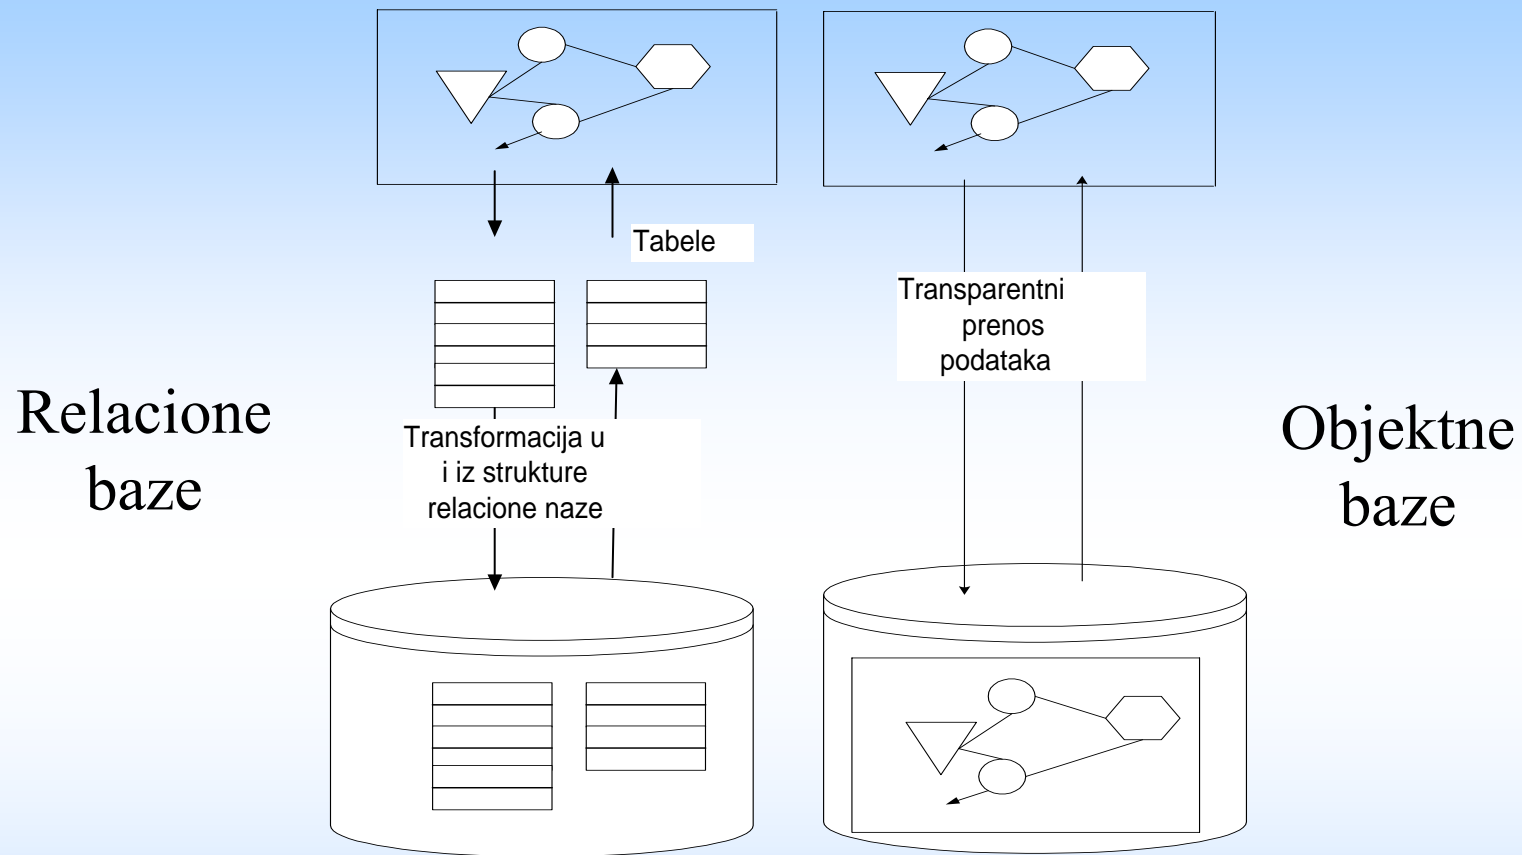 Relacione
baze
Tabele
Transformacija u
i iz strukture
relacione naze
Transparentni
prenos
podataka
Objektne
baze